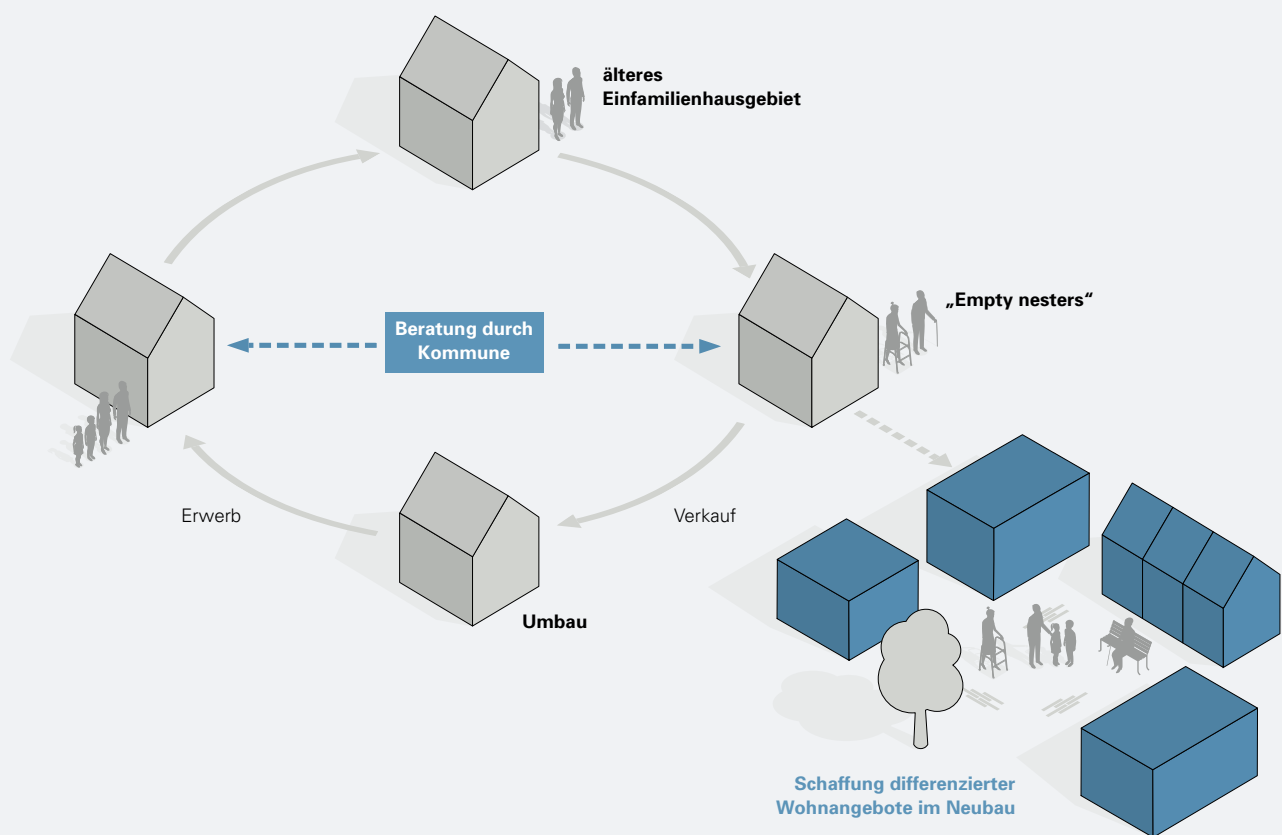 älteres
Einfamilienhausgebiet
„Empty nesters“
Beratung durch
Kommune
Erwerb
Verkauf
Umbau
Schaffung differenzierter
Wohnangebote im Neubau